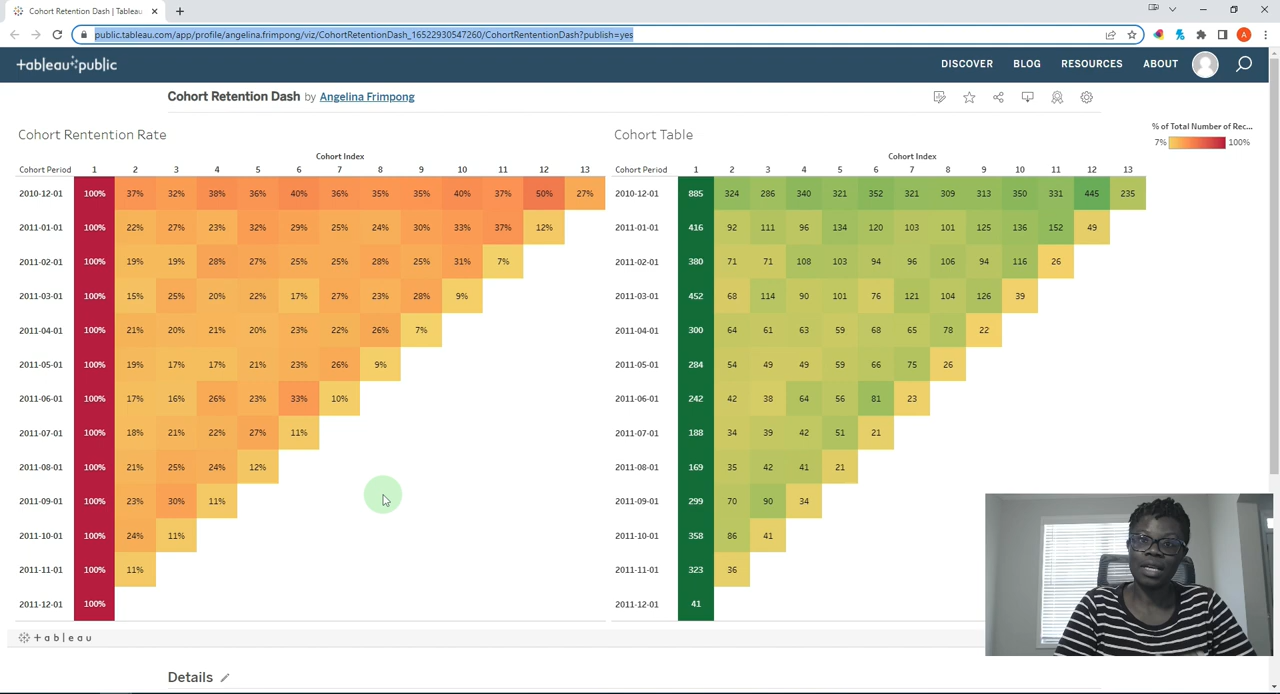 Cohort Retention Dash | Tableau
public.tableau.com/app/profile/angelina.frimpong/viz/CohortRetentionDash_16522930547260/CohortRententionDash?publish=yes
A
+ableau+public
DISCOVER BLOG RESOURCES ABOUT
Cohort Retention Dash by Angelina Frimpong
Cohort Rentention Rate
Cohort Index
Cohort Period 1 2 3 4 5 6 7 8 9 10 11 12 13
2010-12-01 100% 37% 32% 38% 36% 40% 36% 35% 35% 40% 37% 50% 27%
2011-01-01 100% 22% 27% 23% 32% 29% 25% 24% 30% 33% 37% 12%
2011-02-01 100% 19% 19% 28% 27% 25% 25% 28% 25% 31% 7%
2011-03-01 100% 15% 25% 20% 22% 17% 27% 23% 28% 9%
2011-04-01 100% 21% 20% 21% 20% 23% 22% 26% 7%
2011-05-01 100% 19% 17% 17% 21% 23% 26% 9%
2011-06-01 100% 17% 16% 26% 23% 33% 10%
2011-07-01 100% 18% 21% 22% 27% 11%
2011-08-01 100% 21% 25% 24% 12%
2011-09-01 100% 23% 30% 11%
2011-10-01 100% 24% 11%
2011-11-01 100% 11%
2011-12-01 100%
Cohort Table
Cohort Index
Cohort Period 1 2 3 4 5 6 7 8 9 10 11 12 13
2010-12-01 885 324 286 340 321 352 321 309 313 350 331 445 235
2011-01-01 416 92 111 96 134 120 103 101 125 136 152 49
2011-02-01 380 71 71 108 103 94 96 106 94 116 26
2011-03-01 452 68 114 90 101 76 121 104 126 39
2011-04-01 300 64 61 63 59 68 65 78 22
2011-05-01 284 54 49 49 59 66 75 26
2011-06-01 242 42 38 64 56 81 23
2011-07-01 188 34 39 42 51 21
2011-08-01 169 35 42 41 21
2011-09-01 299 70 90 34
2011-10-01 358 86 41
2011-11-01 323 36
2011-12-01 41
% of Total Number of Rec...
7% 100%
+ a b l e a u
Details